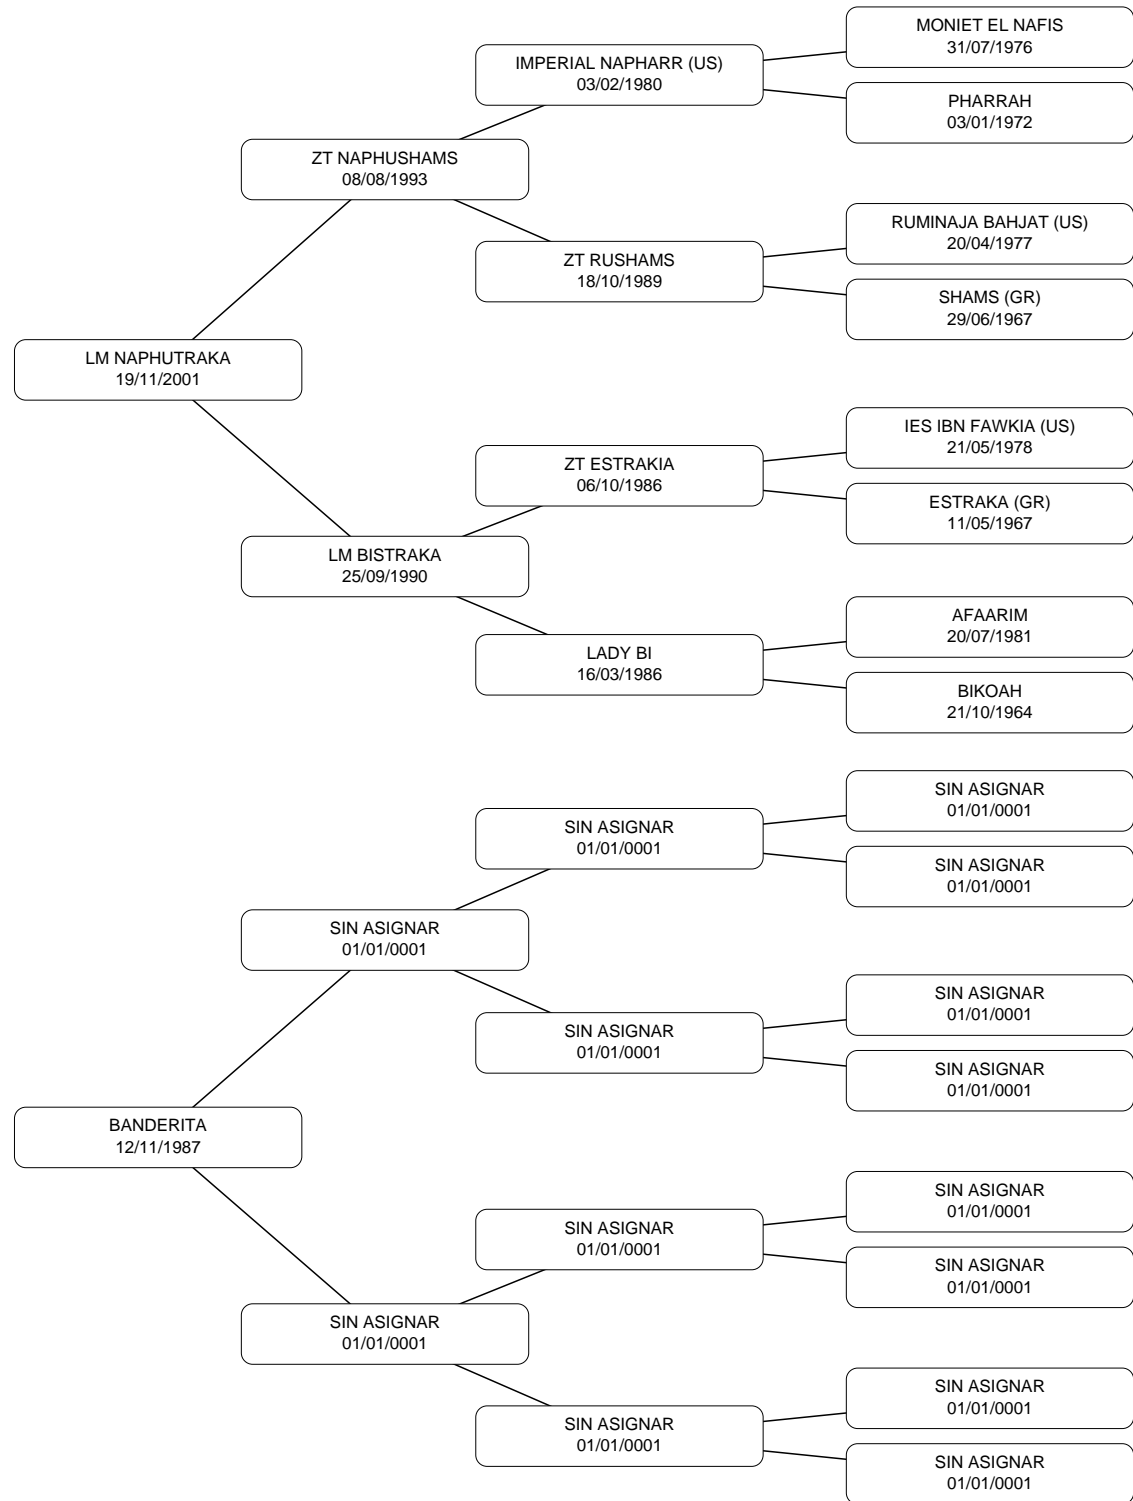 MONIET EL NAFIS
31/07/1976
IMPERIAL NAPHARR (US)
03/02/1980
PHARRAH
03/01/1972
ZT NAPHUSHAMS
08/08/1993
RUMINAJA BAHJAT (US)
20/04/1977
ZT RUSHAMS
18/10/1989
SHAMS (GR)
29/06/1967
LM NAPHUTRAKA
19/11/2001
IES IBN FAWKIA (US)
21/05/1978
ZT ESTRAKIA
06/10/1986
ESTRAKA (GR)
11/05/1967
LM BISTRAKA
25/09/1990
AFAARIM
20/07/1981
LADY BI
16/03/1986
BIKOAH
21/10/1964
SIN ASIGNAR
01/01/0001
SIN ASIGNAR
01/01/0001
SIN ASIGNAR
01/01/0001
SIN ASIGNAR
01/01/0001
SIN ASIGNAR
01/01/0001
SIN ASIGNAR
01/01/0001
SIN ASIGNAR
01/01/0001
BANDERITA
12/11/1987
SIN ASIGNAR
01/01/0001
SIN ASIGNAR
01/01/0001
SIN ASIGNAR
01/01/0001
SIN ASIGNAR
01/01/0001
SIN ASIGNAR
01/01/0001
SIN ASIGNAR
01/01/0001
SIN ASIGNAR
01/01/0001